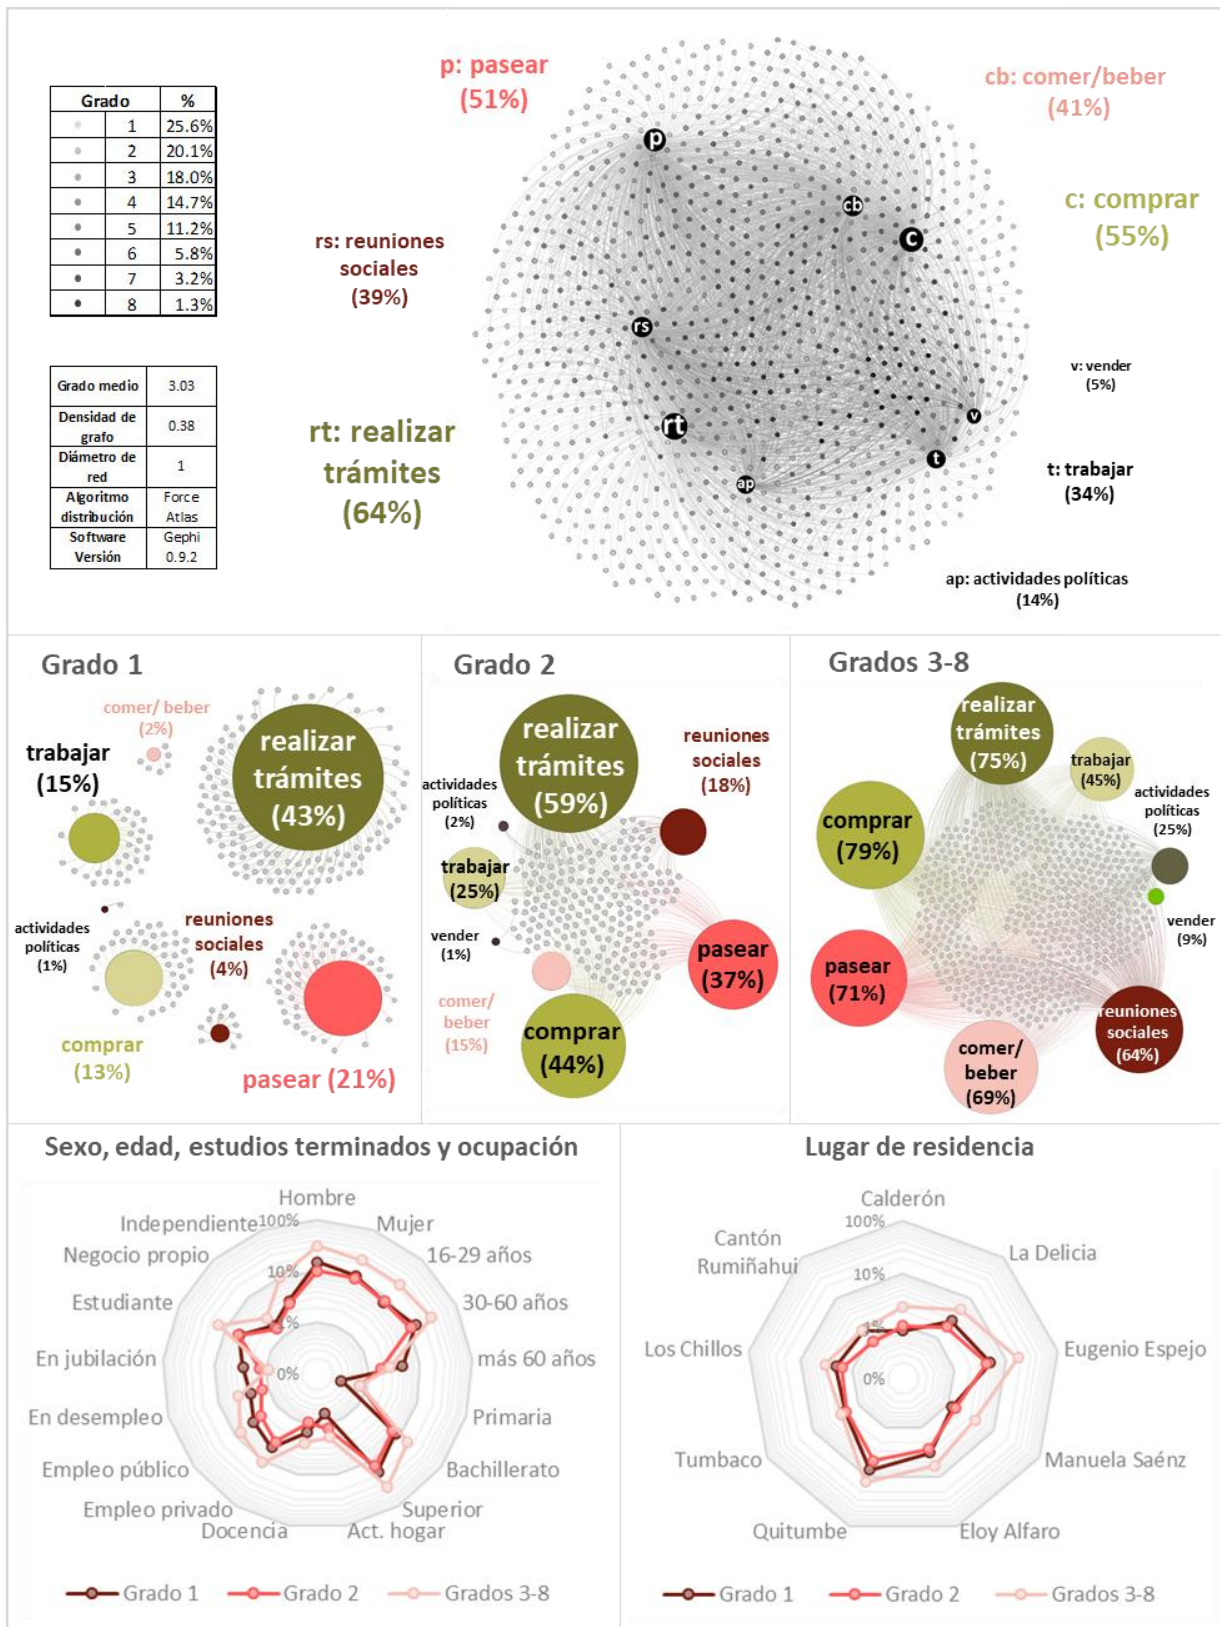 p: pasear
(51%)
cb: comer/beber
(41%)
Grado %
1 25.6%
2 20.1%
3 18.0%
4 14.7%
5 11.2%
6 5.8%
7 3.2%
8 1.3%
c: comprar
(55%)
rs: reuniones
sociales
(39%)
p
cb
c
rs
rt
v
t
ap
Grado medio 3.03
Densidad de
grafo
0.38
Diámetro de
red
1
Algoritmo
distribución
Force
Atlas
Software
Versión
Gephi
0.9.2
rt: realizar
trámites
(64%)
v: vender
(5%)
t: trabajar
(34%)
ap: actividades políticas
(14%)
Grado 1
comer/ beber
(2%)
trabajar
(15%)
realizar
trámites
(43%)
actividades
políticas
(1%)
reuniones
sociales
(4%)
comprar
(13%)
pasear (21%)
Grado 2
realizar
trámites
(59%)
reuniones
sociales
(18%)
actividades
políticas
(2%)
trabajar
(25%)
vender
(1%)
pasear
(37%)
comer/
beber
(15%)
comprar
(44%)
Grados 3-8
realizar
trámites
(75%)
trabajar
(45%)
actividades
políticas
(25%)
comprar
(79%)
vender
(9%)
pasear
(71%)
reuniones
sociales
(64%)
comer/
beber
(69%)
Sexo, edad, estudios terminados y ocupación
Hombre
Mujer
16-29 años
30-60 años
más 60 años
Primaria
Bachillerato
Superior
Act. hogar
Docencia
Empleo privado
Empleo público
En desempleo
En jubilación
Estudiante
Negocio propio
Independiente
100%
10%
1%
0%
Grado 1 Grado 2 Grados 3-8
Lugar de residencia
Calderón
La Delicia
Eugenio Espejo
Manuela Saénz
Eloy Alfaro
Quitumbe
Tumbaco
Los Chillos
Cantón
Rumiñahui
100%
10%
1%
0%
Grado 1 Grado 2 Grados 3-8